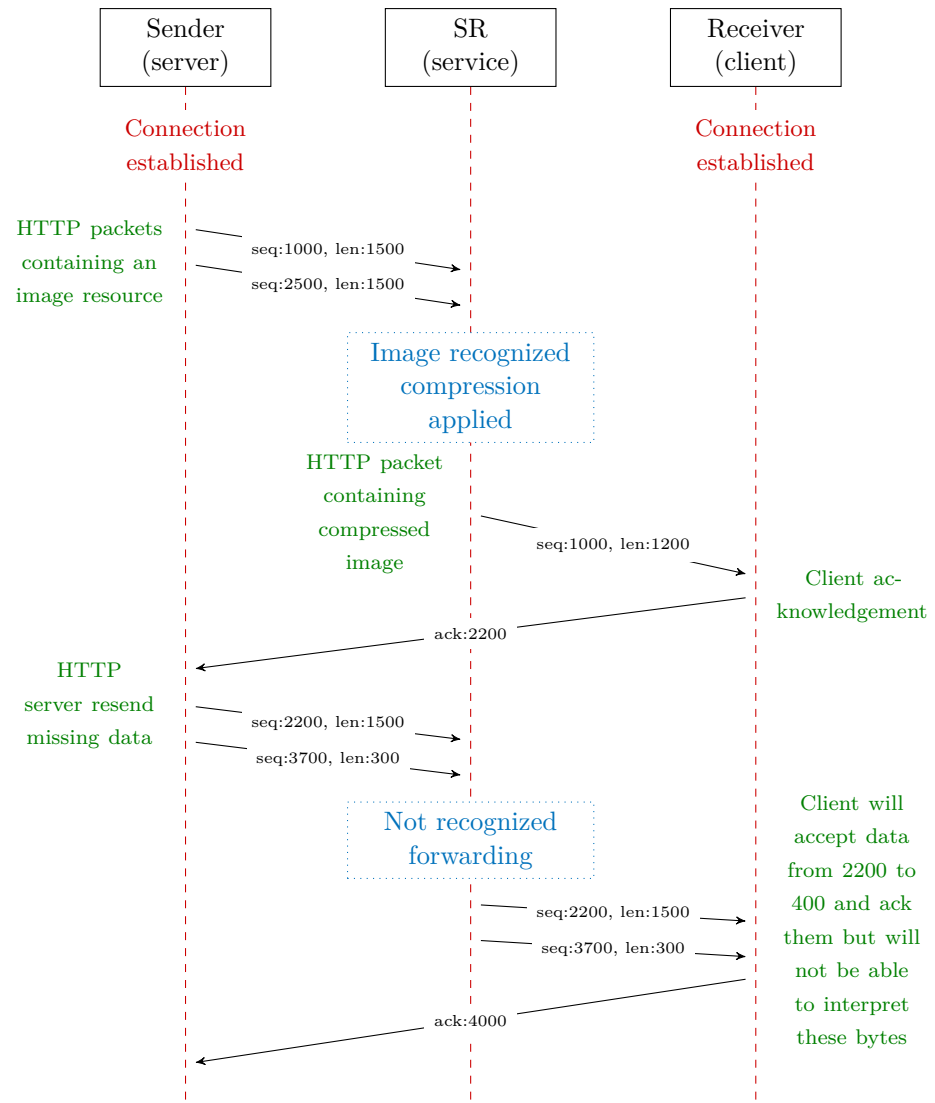 Sender
(server)
SR
(service)
Receiver
(client)
Connection
established
Connection
established
HTTP packets
containing an
image resource
seq:1000, len:1500
seq:2500, len:1500
Image recognized
compression
applied
HTTP packet
containing
compressed
image
seq:1000, len:1200
Client ac-
knowledgement
ack:2200
HTTP
server resend
missing data
seq:2200, len:1500
seq:3700, len:300
Not recognized
forwarding
Client will
accept data
from 2200 to
400 and ack
them but will
not be able
to interpret
these bytes
seq:2200, len:1500
seq:3700, len:300
ack:4000